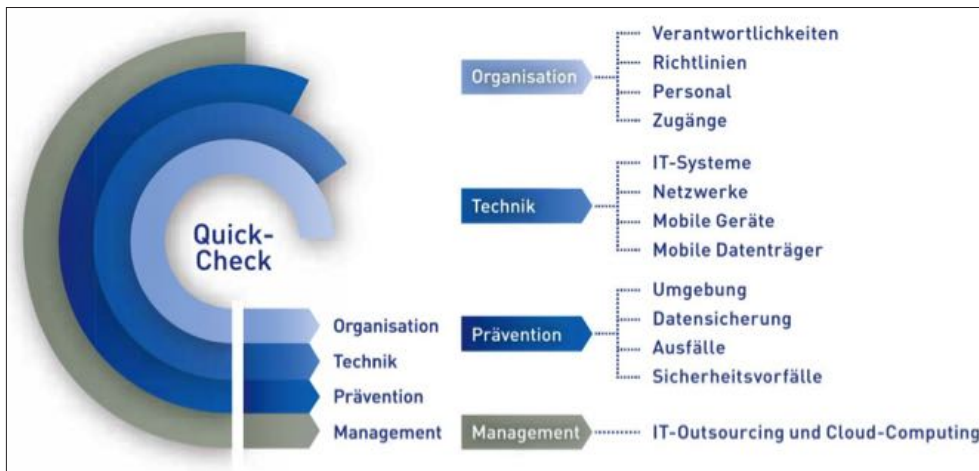 Quick-
Check
Organisation
Technik
Prävention
Management
Organisation
Verantwortlichkeiten
Richtlinien
Personal
Zugänge
Technik
IT-Systeme
Netzwerke
Mobile Geräte
Mobile Datenträger
Prävention
Umgebung
Datensicherung
Ausfälle
Sicherheitsvorfälle
Management
IT-Outsourcing und Cloud-Computing